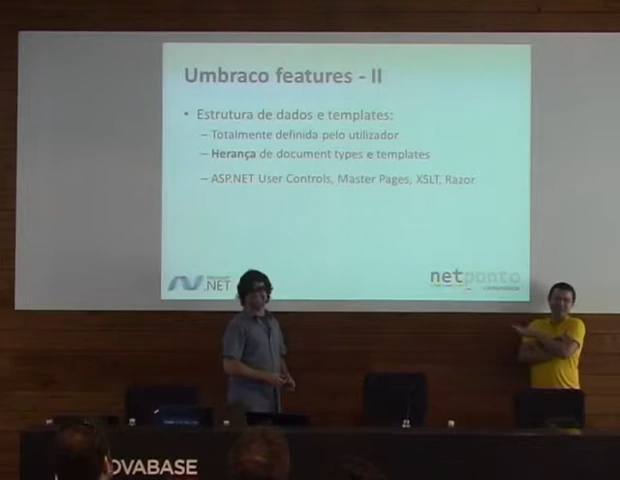 Umbraco features - II
• Estrutura de dados e templates:
– Totalmente definida pelo utilizador
– Herança de document types e templates
– ASP.NET User Controls, Master Pages, XSLT, Razor
.NET
netponto
OVABASE